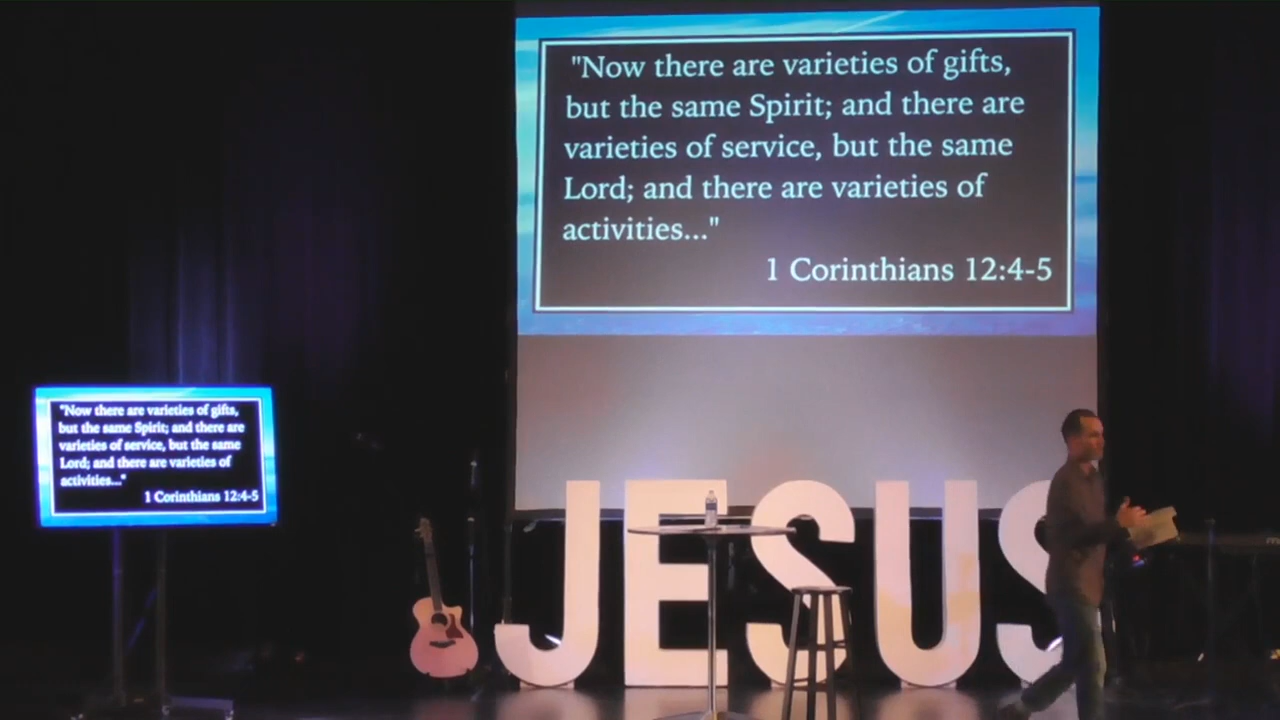 "Now there are varieties of gifts,
but the same Spirit; and there are
varieties of service, but the same
Lord; and there are varieties of
activities..."
1 Corinthians 12:4-5
"Now there are varieties of gifts,
but the same Spirit; and there are
varieties of service, but the same
Lord; and there are varieties of
activities..."
1 Corinthians 12:4-5
JESUS